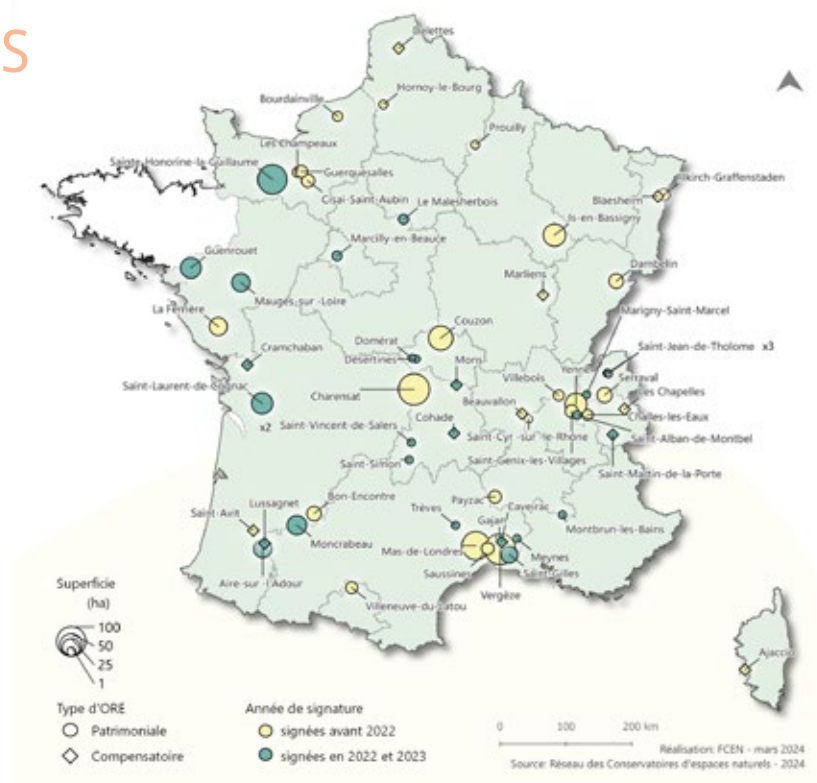 S
Delettes
Hornoy-le-Bourg
Bourdainville
Prouilly
Les Champeaux
Sainte-Honorine-la-Guillaume
Guerquesalles
Illkirch-Graffenstaden
Cisai-Saint-Aubin
Le Malesherbois
Blaesheim
Is-en-Bassigny
Marcilly-en-Beauce
Guenrouet
Dambelin
Marliens
Mauges-sur-Loire
La Ferrière
Marigny-Saint-Marcel
Couzon
Domérat
Saint-Jean-de-Tholome x3
Cramchaban
Désertines
Mons
Yenne
Villebois
Serraval
Saint-Laurent-de-Cognac
Charensat
Les Chapelles
Beauvallon
Cohade
Challes-les-Eaux
x2
Saint-Vincent-de-Salers
Saint-Cyr-sur-le-Rhône
Saint-Alban-de-Montbel
Saint-Simon
Saint-Genix-les-Villages
Saint-Martin-de-la-Porte
Lussagnet
Bon-Encontre
Payzac
Saint-Avit
Trèves
Caveirac
Gajan
Montbrun-les-Bains
Moncrabeau
Mas-de-Londres
Meynes
Saussines
Saint-Gilles
Aire-sur-l'Adour
Vergèze
Villeneuve-du-Latou
Ajaccio
Superficie
(ha)
100
50
25
1
Type d'ORE
Patrimoniale
Compensatoire
Année de signature
signées avant 2022
signées en 2022 et 2023
0 100 200 km
Réalisation: FCEN - mars 2024
Source: Réseau des Conservatoires d'espaces naturels - 2024